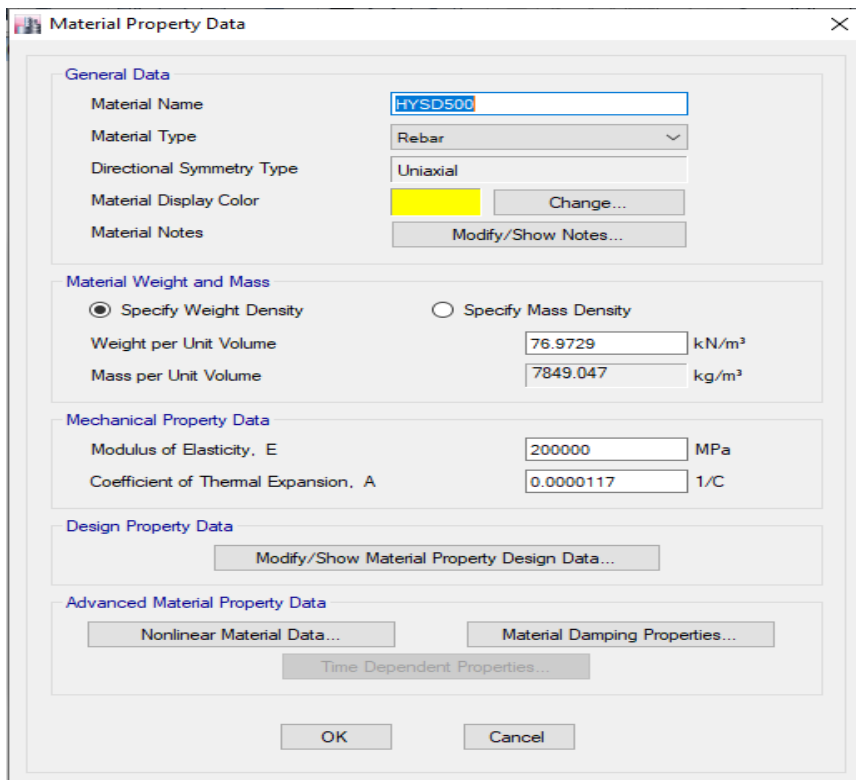 Material Property Data
General Data
Material Name HYSD500
Material Type Rebar
Directional Symmetry Type Uniaxial
Material Display Color Change...
Material Notes Modify/Show Notes...
Material Weight and Mass
Specify Weight Density Specify Mass Density
Weight per Unit Volume 76.9729 kN/m³
Mass per Unit Volume 7849.047 kg/m³
Mechanical Property Data
Modulus of Elasticity, E 200000 MPa
Coefficient of Thermal Expansion, A 0.0000117 1/C
Design Property Data
Modify/Show Material Property Design Data...
Advanced Material Property Data
Nonlinear Material Data... Material Damping Properties...
Time Dependent Properties...
OK Cancel